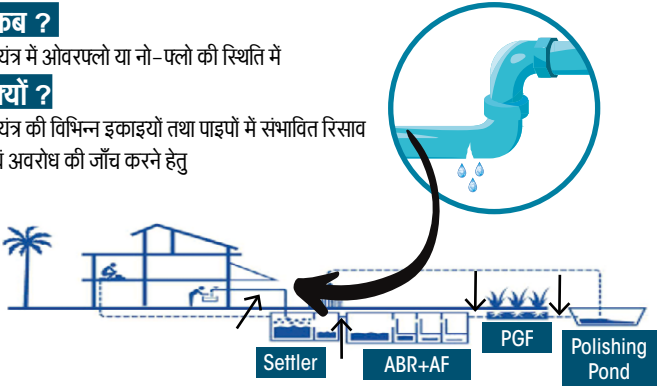 कब ?
यंत्र में ओवरफ्लो या नो-फ्लो की स्थिति में
क्यों ?
यंत्र की विभिन्न इकाइयों तथा पाइपों में संभावित रिसाव
अवरोध की जाँच करने हेतु
Settler
ABR+AF
PGF
Polishing
Pond